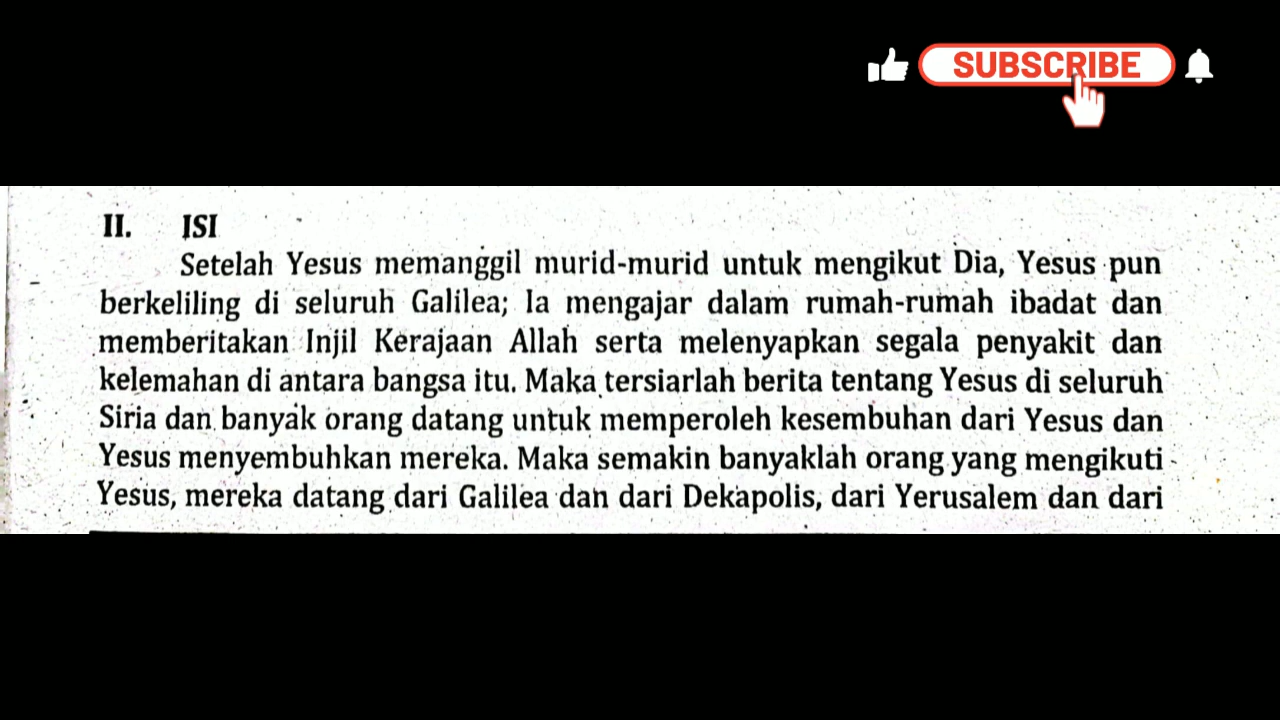 SUBSCRIBE
II. ISI
Setelah Yesus memanggil murid-murid untuk mengikut Dia, Yesus pun
berkeliling di seluruh Galilea; Ia mengajar dalam rumah-rumah ibadat dan
memberitakan Injil Kerajaan Allah serta melenyapkan segala penyakit dan
kelemahan di antara bangsa itu. Maka tersiarlah berita tentang Yesus di seluruh
Siria dan banyak orang datang untuk memperoleh kesembuhan dari Yesus dan
Yesus menyembuhkan mereka. Maka semakin banyaklah orang yang mengikuti
Yesus, mereka datang dari Galilea dan dari Dekapolis, dari Yerusalem dan dari